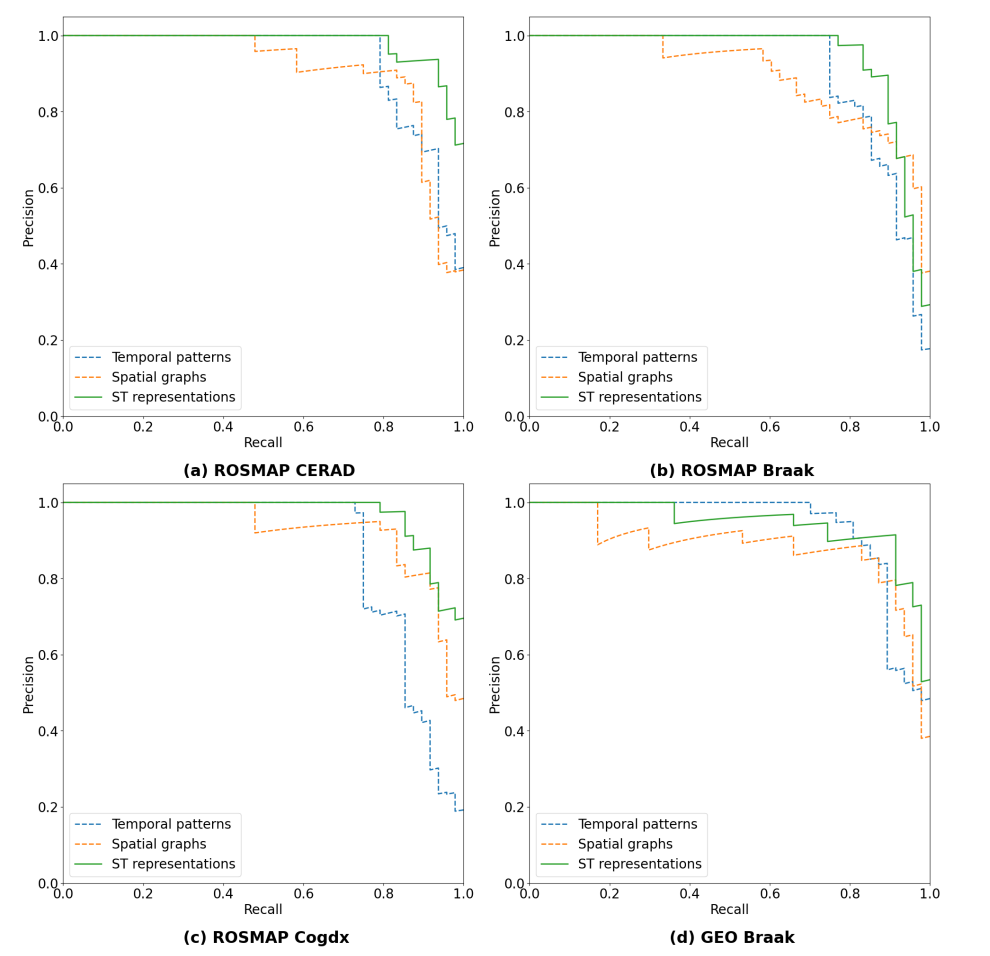 1.0
0.8
0.6
0.4
0.2
0.0
Precision
Temporal patterns
Spatial graphs
ST representations
0.0 0.2 0.4 0.6 0.8 1.0
Recall
(a) ROSMAP CERAD
1.0
0.8
0.6
0.4
0.2
0.0
Precision
Temporal patterns
Spatial graphs
ST representations
0.0 0.2 0.4 0.6 0.8 1.0
Recall
(b) ROSMAP Braak
1.0
0.8
0.6
0.4
0.2
0.0
Precision
Temporal patterns
Spatial graphs
ST representations
0.0 0.2 0.4 0.6 0.8 1.0
Recall
(c) ROSMAP Cogdx
1.0
0.8
0.6
0.4
0.2
0.0
Precision
Temporal patterns
Spatial graphs
ST representations
0.0 0.2 0.4 0.6 0.8 1.0
Recall
(d) GEO Braak